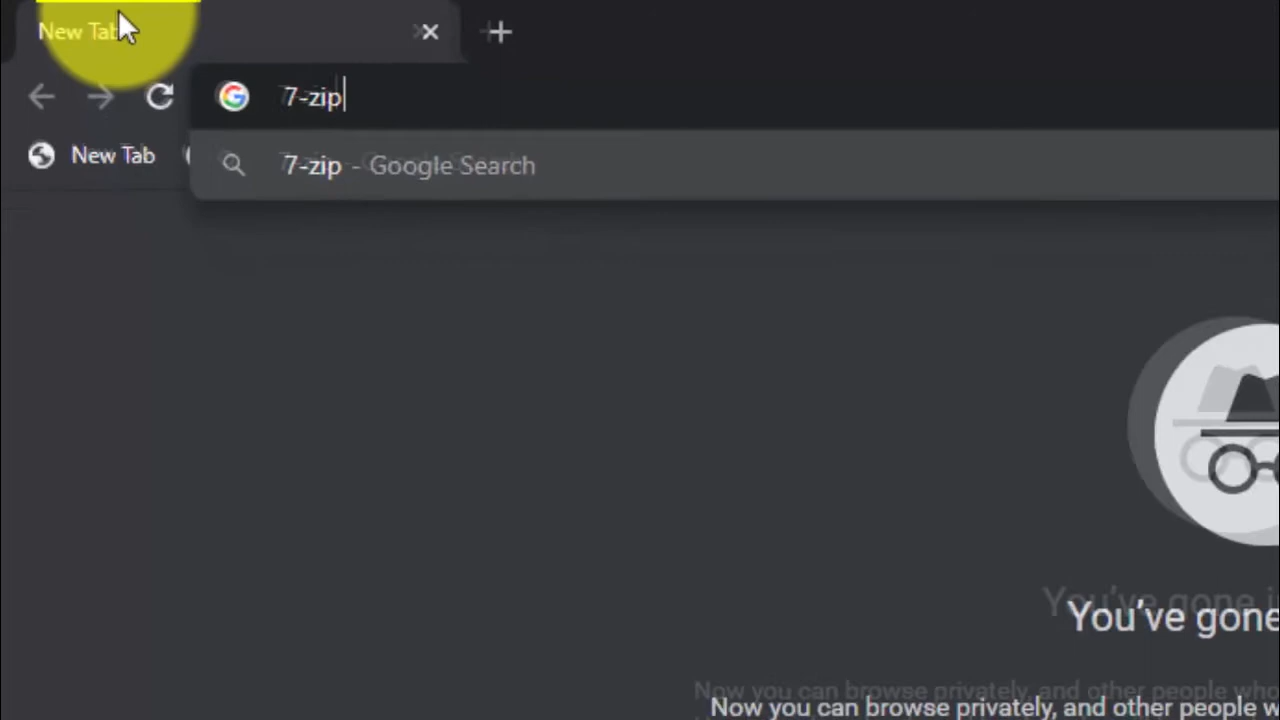 New Tab
7-zip
New Tab
7-zip - Google Search
You've gone
Now you can browse privately, and other people